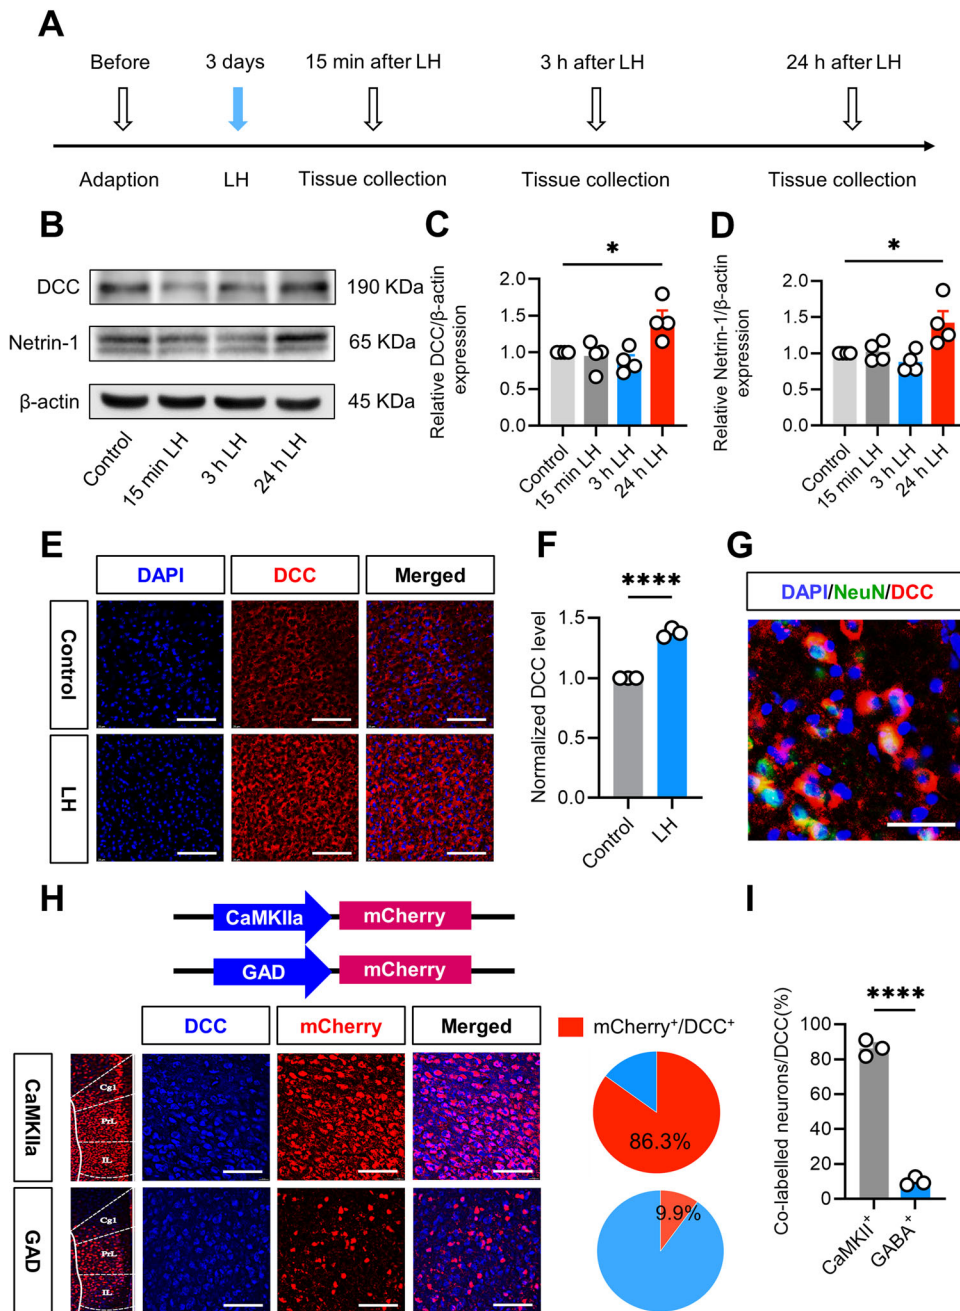 A
Before 3 days 15 min after LH 3 h after LH 24 h after LH
Adaption LH Tissue collection Tissue collection Tissue collection
B
DCC 190 KDa
Netrin-1 65 KDa
β-actin 45 KDa
Control 15 min LH 3 h LH 24 h LH
C
*
Relative DCC/β-actin
expression
2.0
1.5
1.0
0.5
0.0
Control 15 min LH 3 h LH 24 h LH
D
*
Relative Netrin-1/β-actin
expression
2.0
1.5
1.0
0.5
0.0
Control 15 min LH 3 h LH 24 h LH
E
DAPI DCC Merged
Control
LH
F
****
Normalized DCC level
1.5
1.0
0.5
0.0
Control LH
G
DAPI/NeuN/DCC
H
CaMKIIa mCherry
GAD mCherry
DCC mCherry Merged
CaMKIIa
Cg1
PrL
IL
GAD
Cg1
PrL
IL
mCherry⁺/DCC⁺
86.3%
9.9%
I
****
Co-labelled neurons/DCC(%)
100
80
60
40
20
0
CaMKII⁺ GABA⁺